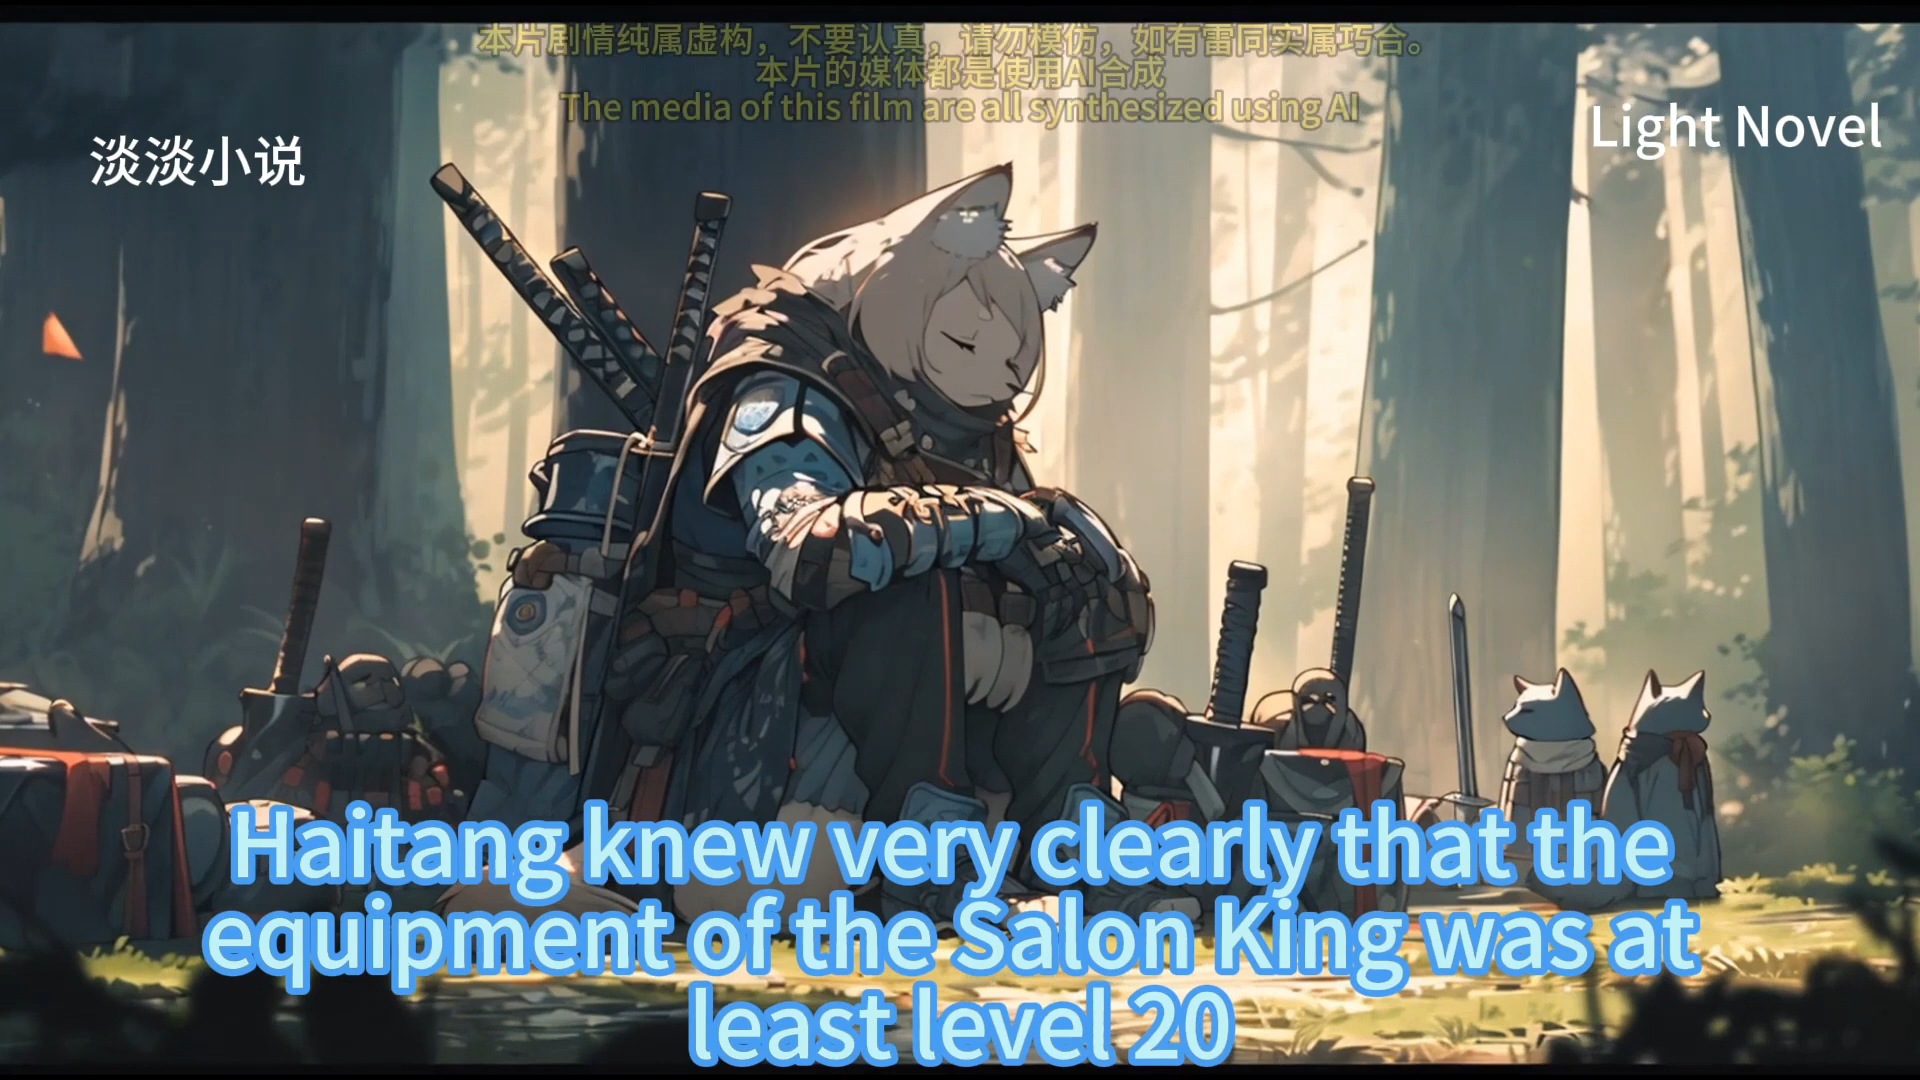 本片剧情纯属虚构，不要认真，请勿模仿，如有雷同实属巧合。
本片的媒体都是使用AI合成
The media of this film are all synthesized using AI
淡淡小说
Light Novel
Haitang knew very clearly that the
equipment of the Salon King was at
least level 20